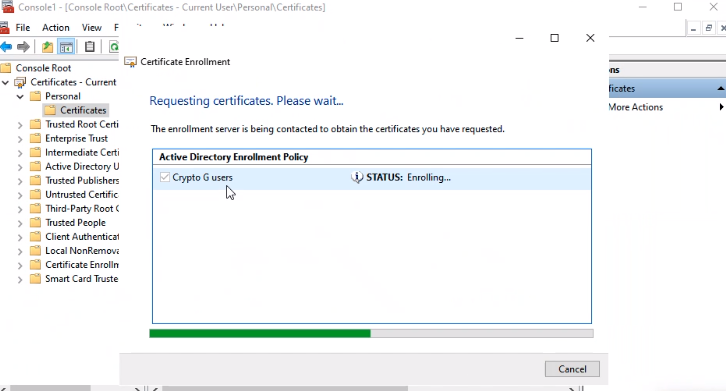 Console1 - [Console Root\Certificates - Current User\Personal\Certificates]
File Action View
Console Root
Certificates - Current
Personal
Certificates
Trusted Root Certi
Enterprise Trust
Intermediate Certi
Active Directory U
Trusted Publishers
Untrusted Certific
Third-Party Root C
Trusted People
Client Authenticat
Local NonRemova
Certificate Enrollm
Smart Card Truste
Certificate Enrollment
Requesting certificates. Please wait...
The enrollment server is being contacted to obtain the certificates you have requested.
Active Directory Enrollment Policy
Crypto G users
STATUS: Enrolling...
Cancel
ons
ificates
More Actions